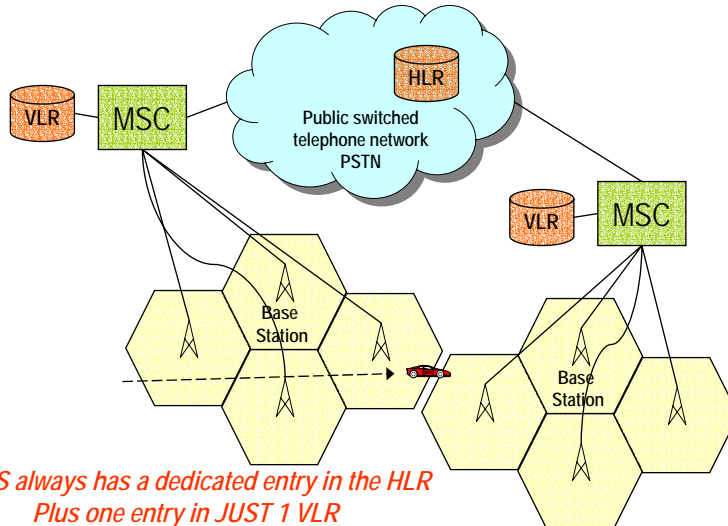 HLR
VLR
MSC
Public switched
telephone network
PSTN
MSC
VLR
Base
Station
Base
Station
S always has a dedicated entry in the HLR
Plus one entry in JUST 1 VLR